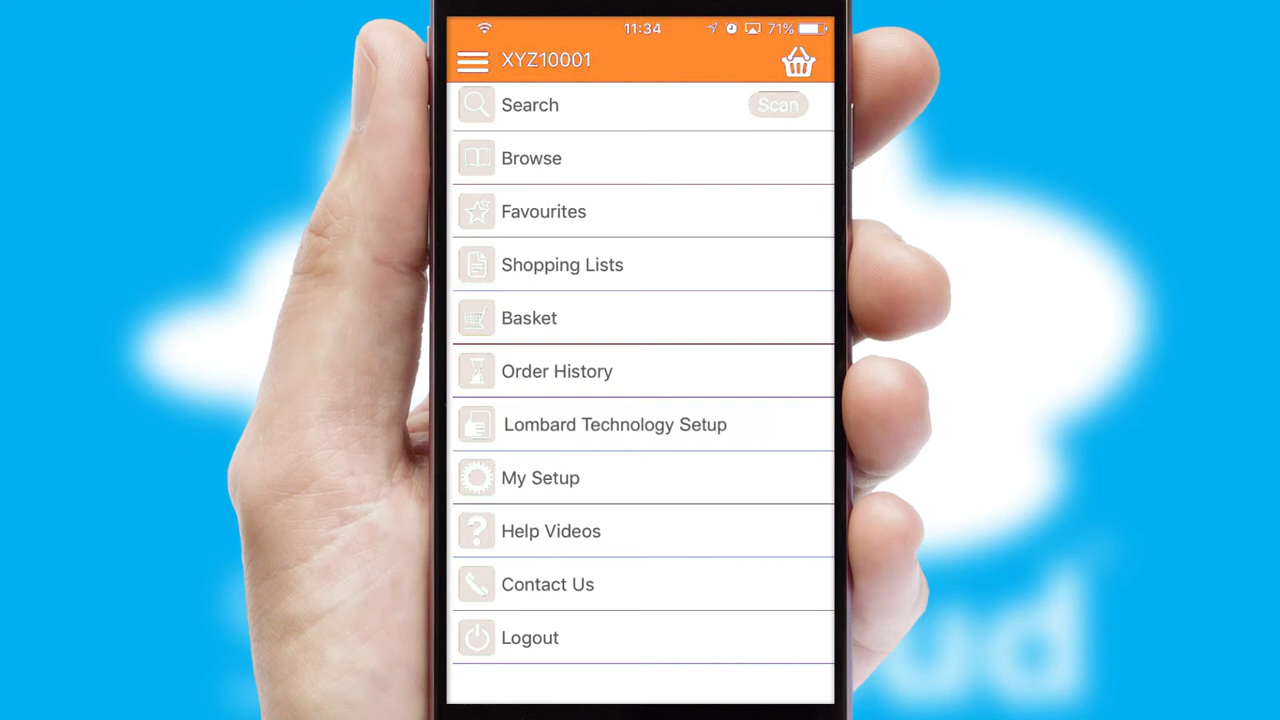 11:34
71%
XYZ10001
Search
Scan
Browse
Favourites
Shopping Lists
Basket
Order History
Lombard Technology Setup
My Setup
Help Videos
Contact Us
Logout